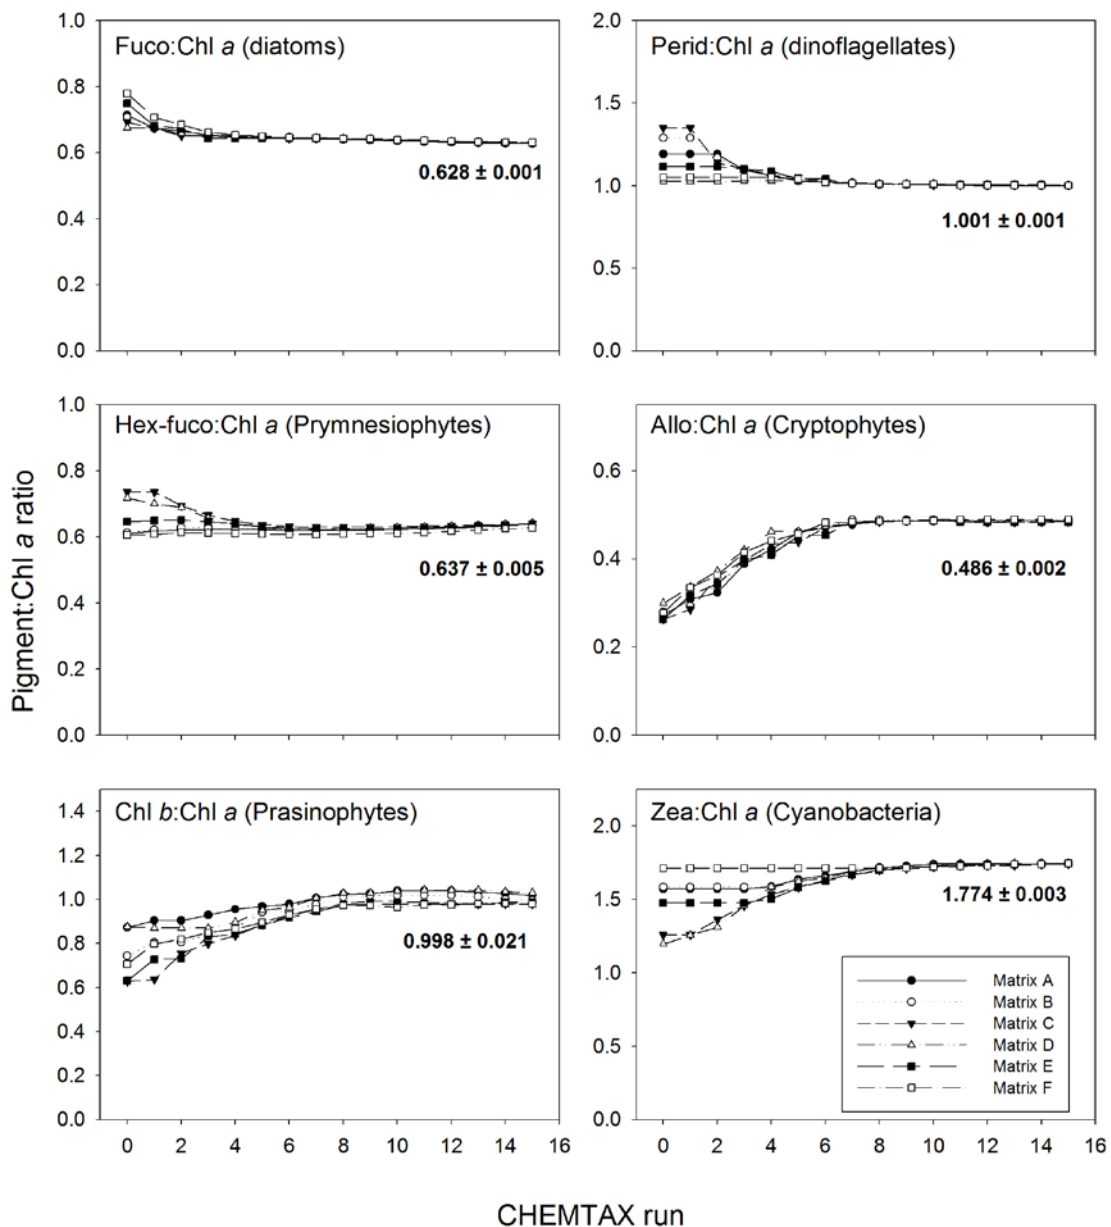 Fuco:Chl a (diatoms)
1.0
0.8
0.6
0.4
0.2
0.0
0.628 ± 0.001
Perid:Chl a (dinoflagellates)
2.0
1.5
1.0
0.5
0.0
1.001 ± 0.001
Hex-fuco:Chl a (Prymnesiophytes)
1.0
0.8
0.6
0.4
0.2
0.0
0.637 ± 0.005
Allo:Chl a (Cryptophytes)
0.6
0.4
0.2
0.0
0.486 ± 0.002
Chl b:Chl a (Prasinophytes)
1.4
1.2
1.0
0.8
0.6
0.4
0.2
0.0
0.998 ± 0.021
0 2 4 6 8 10 12 14 16
Zea:Chl a (Cyanobacteria)
2.0
1.5
1.0
0.5
0.0
1.774 ± 0.003
Matrix A
Matrix B
Matrix C
Matrix D
Matrix E
Matrix F
0 2 4 6 8 10 12 14 16
Pigment:Chl a ratio
CHEMTAX run